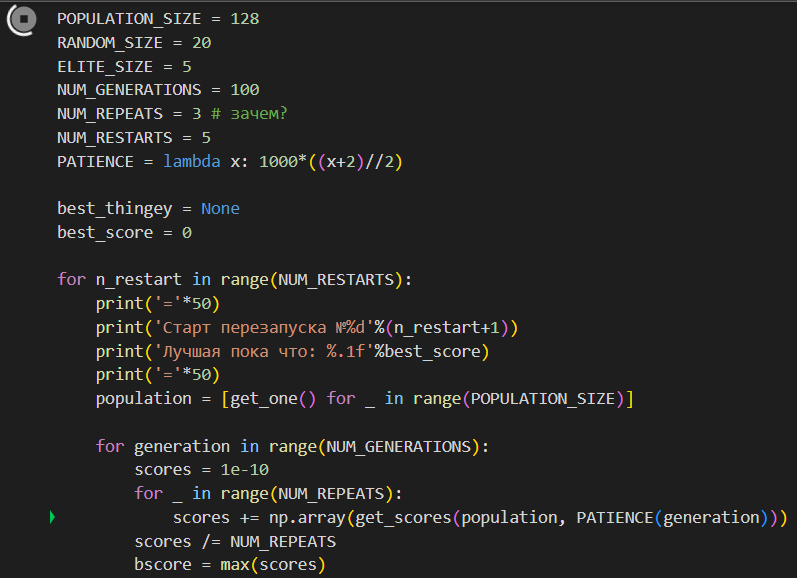 POPULATION_SIZE = 128
RANDOM_SIZE = 20
ELITE_SIZE = 5
NUM_GENERATIONS = 100
NUM_REPEATS = 3 # зачем?
NUM_RESTARTS = 5
PATIENCE = lambda x: 1000*((x+2)//2)
best_thingey = None
best_score = 0
for n_restart in range(NUM_RESTARTS):
print('='*50)
print('Старт перезапуска №%d'%(n_restart+1))
print('Лучшая пока что: %.1f'%best_score)
print('='*50)
population = [get_one() for _ in range(POPULATION_SIZE)]
for generation in range(NUM_GENERATIONS):
scores = 1e-10
for _ in range(NUM_REPEATS):
scores += np.array(get_scores(population, PATIENCE(generation)))
scores /= NUM_REPEATS
bscore = max(scores)